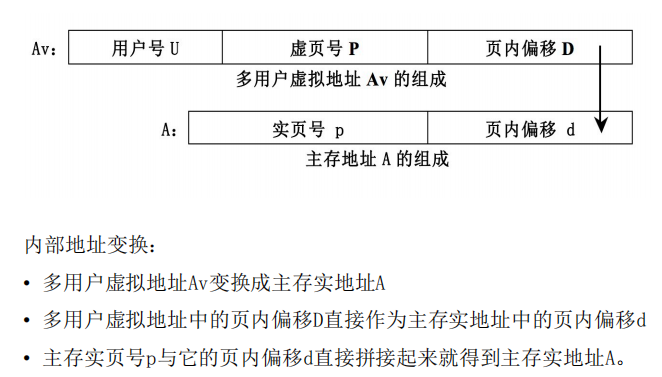 Av: 用户号 U 虚页号 P 页内偏移 D
多用户虚拟地址 Av 的组成
A: 实页号 p 页内偏移 d
主存地址 A 的组成
内部地址变换：
• 多用户虚拟地址Av变换成主存实地址A
• 多用户虚拟地址中的页内偏移D直接作为主存实地址中的页内偏移d
• 主存实页号p与它的页内偏移d直接拼接起来就得到主存实地址A。